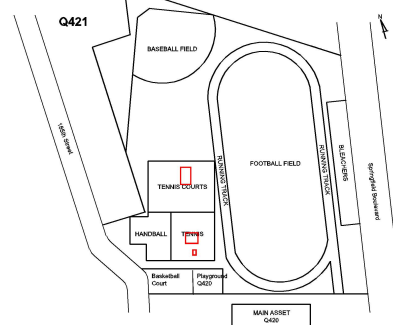 Q421
N
BASEBALL FIELD
165th Street
TENNIS COURTS
RUNNING TRACK
FOOTBALL FIELD
RUNNING TRACK
BLEACHERS
Springfield Boulevard
HANDBALL
TENNIS
Basketball
Court
Playground
Q420
MAIN ASSET
Q420